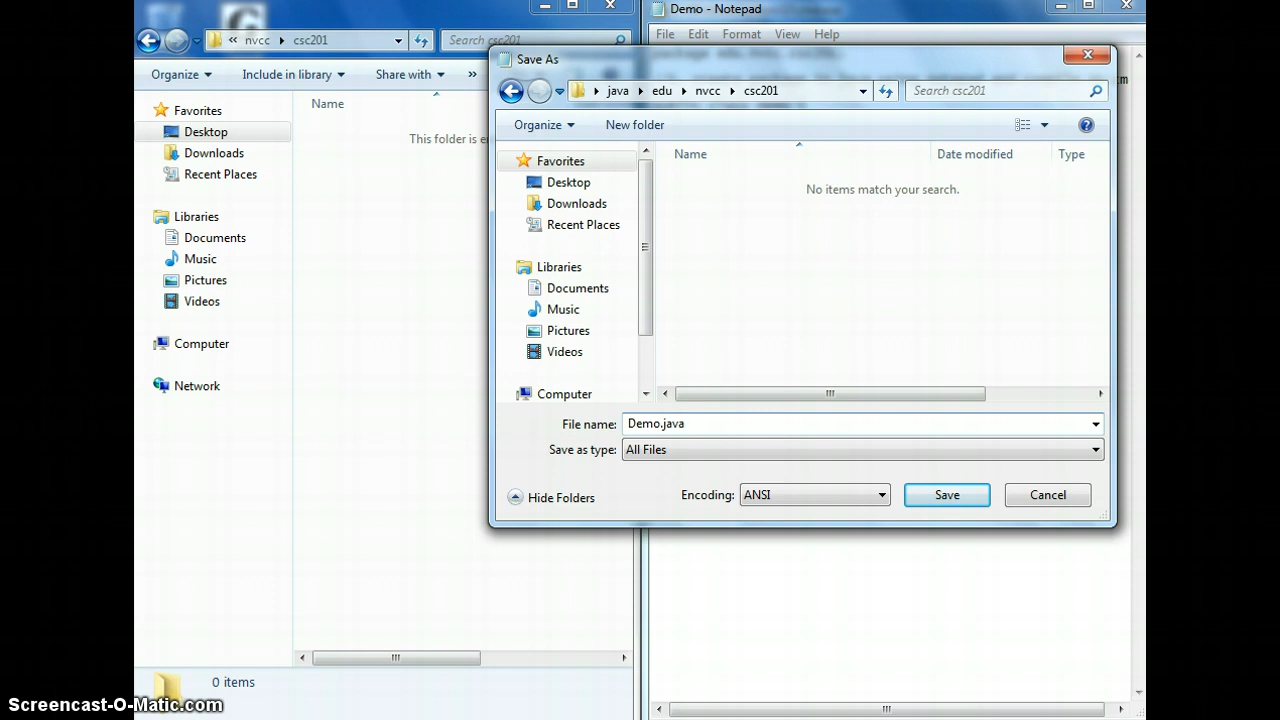 « nvcc csc201
Search csc201
Organize Include in library Share with »
Favorites
Desktop
Downloads
Recent Places
Libraries
Documents
Music
Pictures
Videos
Computer
Network
Name
This folder is e
0 items
Demo - Notepad
File Edit Format View Help
Save As
java edu nvcc csc201
Search csc201
Organize New folder
Favorites
Desktop
Downloads
Recent Places
Libraries
Documents
Music
Pictures
Videos
Computer
Name Date modified Type
No items match your search.
File name: Demo.java
Save as type: All Files
Hide Folders Encoding: ANSI Save Cancel
Screencast-O-Matic.com